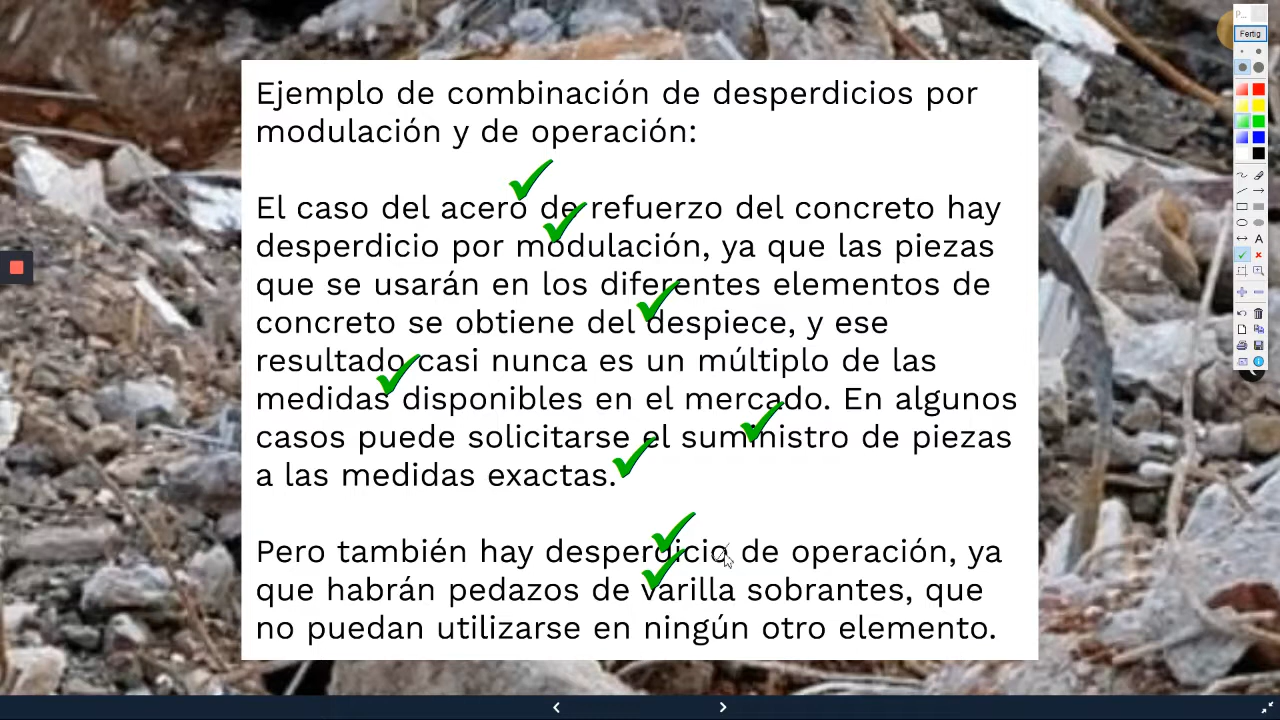 Ejemplo de combinación de desperdicios por
modulación y de operación:
El caso del acero de refuerzo del concreto hay
desperdicio por modulación, ya que las piezas
que se usarán en los diferentes elementos de
concreto se obtiene del despiece, y ese
resultado casi nunca es un múltiplo de las
medidas disponibles en el mercado. En algunos
casos puede solicitarse el suministro de piezas
a las medidas exactas.
Pero también hay desperdicio de operación, ya
que habrán pedazos de varilla sobrantes, que
no puedan utilizarse en ningún otro elemento.
P...
Fertig
A